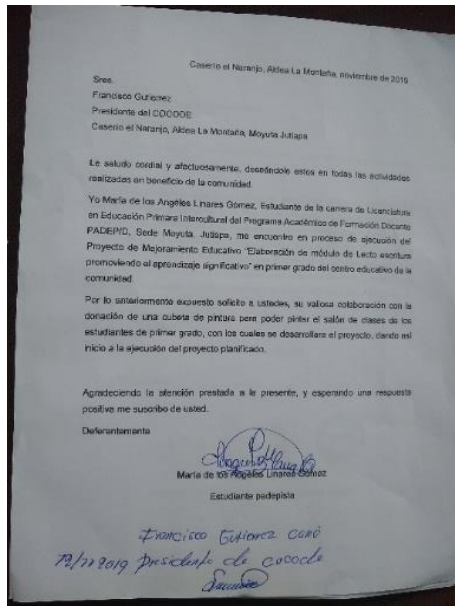 Caserío el Naranjo, Aldea La Montaña, noviembre de 2019
Sres.
Francisco Gutierrez
Presidente del COCODE
Caserío el Naranjo, Aldea La Montaña, Moyuta Jutiapa
Le saludo cordial y afectuosamente, deseándole éxitos en todas las actividades
realizadas en beneficio de la comunidad.
Yo María de los Angéles Linares Gómez, Estudiante de la carrera de Licenciatura
en Educación Primaria Intercultural del Programa Académico de Formación Docente
PADEP/D, Sede Moyuta, Jutiapa, me encuentro en proceso de ejecución del
Proyecto de Mejoramiento Educativo "Elaboración de módulo de Lecto escritura
promoviendo el aprendizaje significativo" en primer grado del centro educativo de la
comunidad.
Por lo anteriormente expuesto solicito a ustedes, su valiosa colaboración con la
donación de una cubeta de pintura para poder pintar el salón de clases de los
estudiantes de primer grado, con los cuales se desarrollara el proyecto, dando así
inicio a la ejecución del proyecto planificado.
Agradeciendo la atención prestada a la presente, y esperando una respuesta
positiva me suscribo de usted.
Deferentemente
María de los Angéles Linares Gómez
Estudiante padepista
Francisco Gutierrez Canó
2019 presidente de cocode